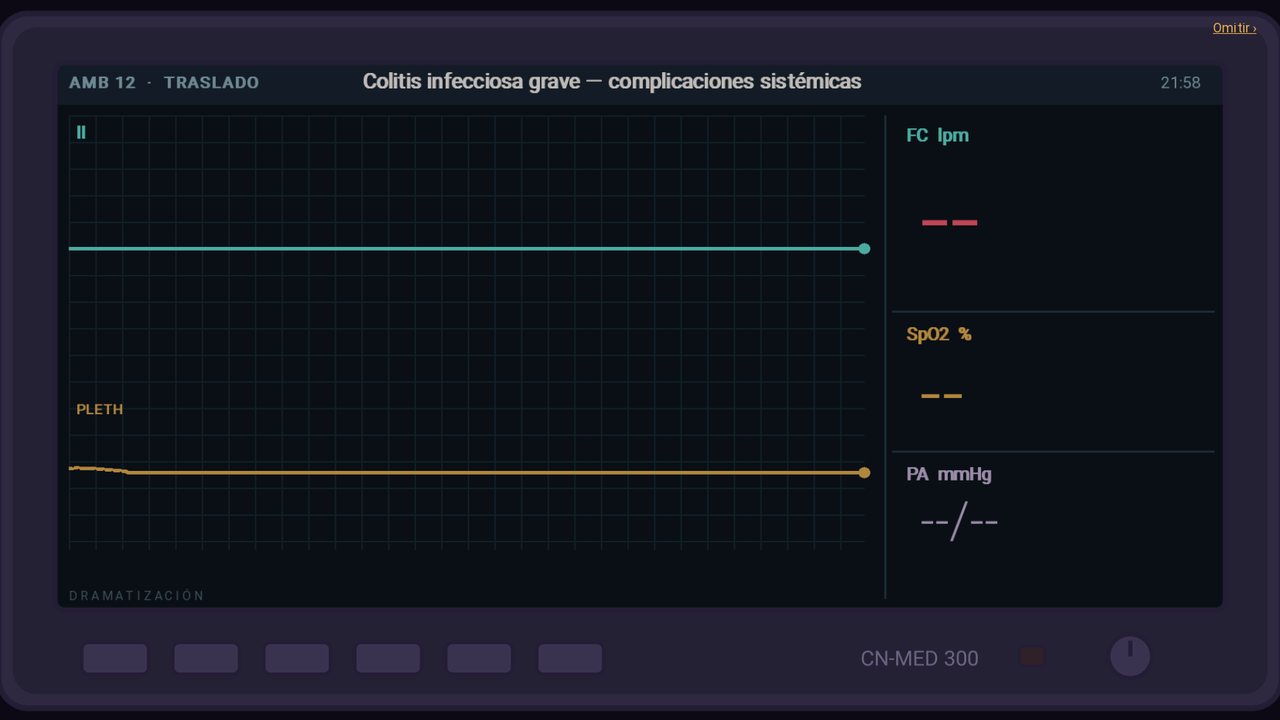 Omitir ›
AMB 12 · TRASLADO
Colitis infecciosa grave — complicaciones sistémicas
21:58
II
FC lpm
-- 
SpO2 %
--
PLETH
PA mmHg
--/--
DRAMATIZACIÓN
CN-MED 300